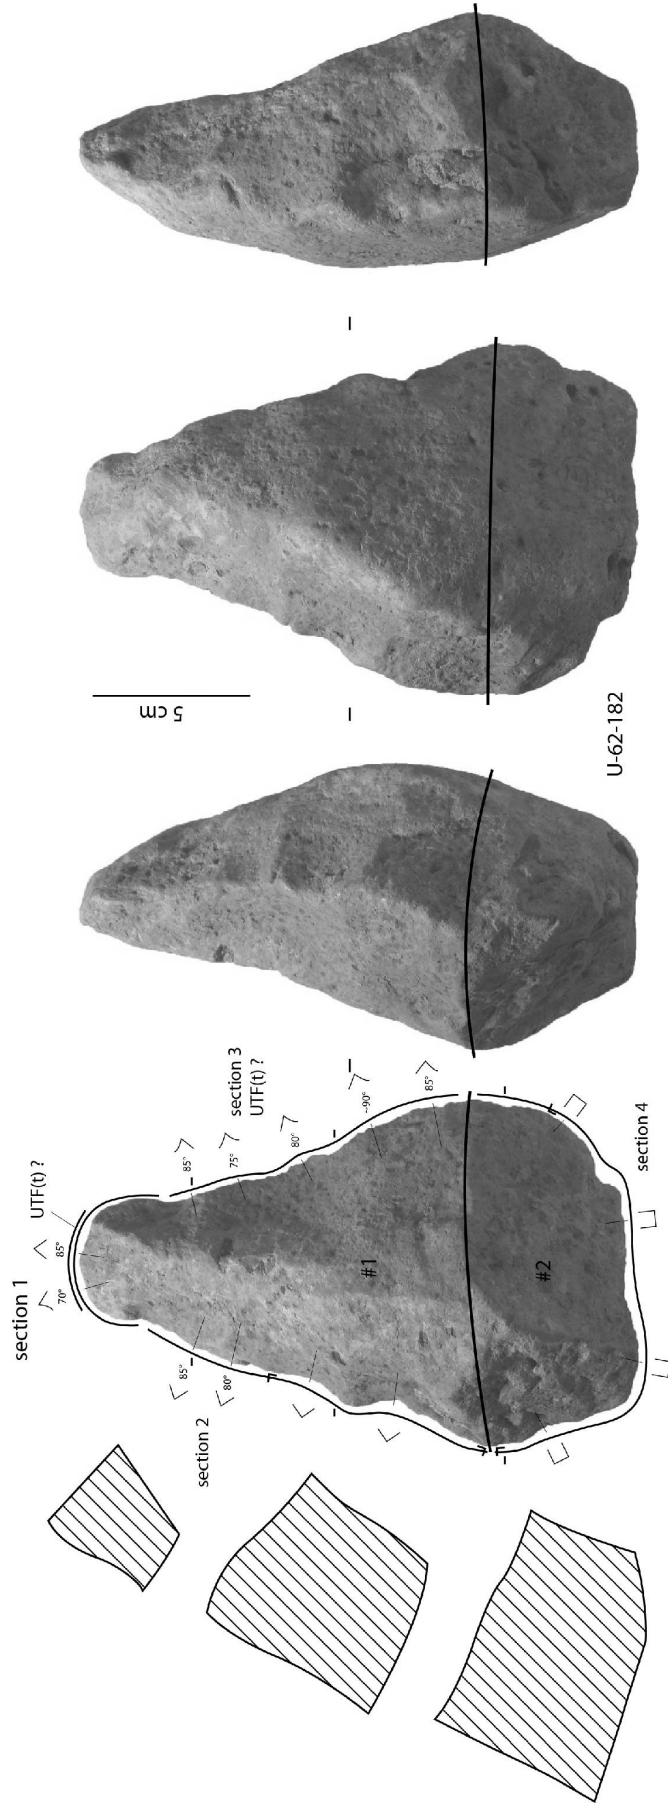 section 1
70°
85°
UTF(t) ?
section 2
85°
80°
85°
75°
80°
~90°
85°
section 3
UTF(t) ?
#1
#2
section 4
5 cm
U-62-182